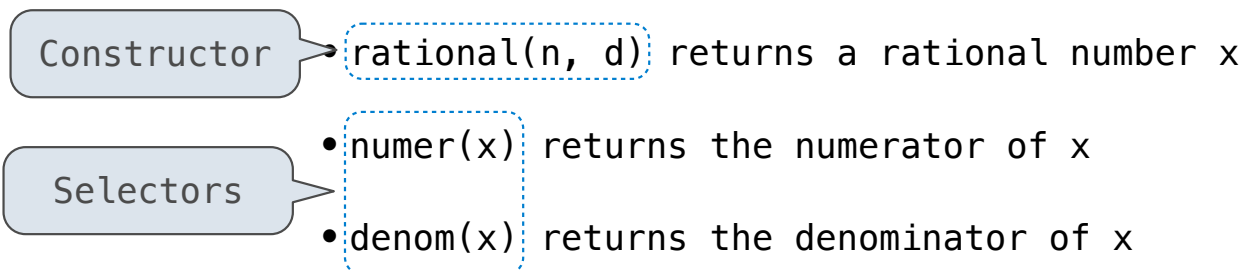 Constructor
• rational(n, d) returns a rational number x
• numer(x) returns the numerator of x
Selectors
• denom(x) returns the denominator of x